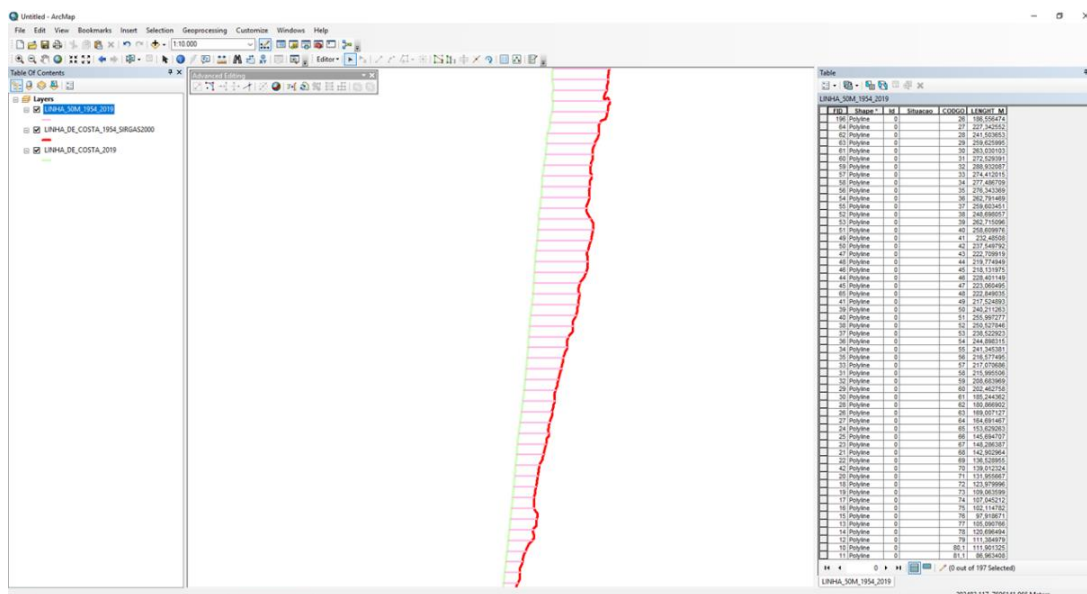 Untitled - ArcMap
File Edit View Bookmarks Insert Selection Geoprocessing Customize Windows Help
1:10.000
Editor
Table Of Contents
Advanced Editing
Table
Layers
LINHA_50M_1954_2019
LINHA_DE_COSTA_1954_SIRGAS2000
LINHA_DE_COSTA_2019
LINHA_50M_1954_2019
FID Shape * Id Situacao CODGO LENGHT_M
196 Polyline 0 26 186,556474
64 Polyline 0 27 227,342552
62 Polyline 0 28 241,503653
63 Polyline 0 29 259,625995
61 Polyline 0 30 263,030103
60 Polyline 0 31 272,529391
59 Polyline 0 32 288,932087
57 Polyline 0 33 274,412015
58 Polyline 0 34 277,486709
56 Polyline 0 35 276,343369
54 Polyline 0 36 262,791469
55 Polyline 0 37 259,603451
52 Polyline 0 38 248,698057
53 Polyline 0 39 262,715096
51 Polyline 0 40 258,609976
49 Polyline 0 41 232,48508
50 Polyline 0 42 237,549792
47 Polyline 0 43 222,709919
48 Polyline 0 44 219,774949
46 Polyline 0 45 218,131975
44 Polyline 0 46 228,401149
45 Polyline 0 47 223,060495
65 Polyline 0 48 222,849035
41 Polyline 0 49 217,524893
39 Polyline 0 50 240,211263
40 Polyline 0 51 255,997277
38 Polyline 0 52 250,527846
37 Polyline 0 53 238,522923
36 Polyline 0 54 244,898315
34 Polyline 0 55 241,345381
35 Polyline 0 56 216,577495
33 Polyline 0 57 217,070686
31 Polyline 0 58 215,995506
32 Polyline 0 59 208,683969
29 Polyline 0 60 202,462758
30 Polyline 0 61 185,244362
28 Polyline 0 62 180,866902
26 Polyline 0 63 169,007127
27 Polyline 0 64 164,691467
24 Polyline 0 65 153,629283
25 Polyline 0 66 145,694707
23 Polyline 0 67 148,286387
21 Polyline 0 68 142,902964
22 Polyline 0 69 136,528955
42 Polyline 0 70 139,012324
20 Polyline 0 71 131,955667
18 Polyline 0 72 123,979996
19 Polyline 0 73 109,063599
17 Polyline 0 74 107,045212
16 Polyline 0 75 102,114782
15 Polyline 0 76 97,918671
13 Polyline 0 77 105,090766
14 Polyline 0 78 120,696494
12 Polyline 0 79 111,384979
10 Polyline 0 80,1 111,901325
11 Polyline 0 81,1 86,963408
0
(0 out of 197 Selected)
LINHA_50M_1954_2019